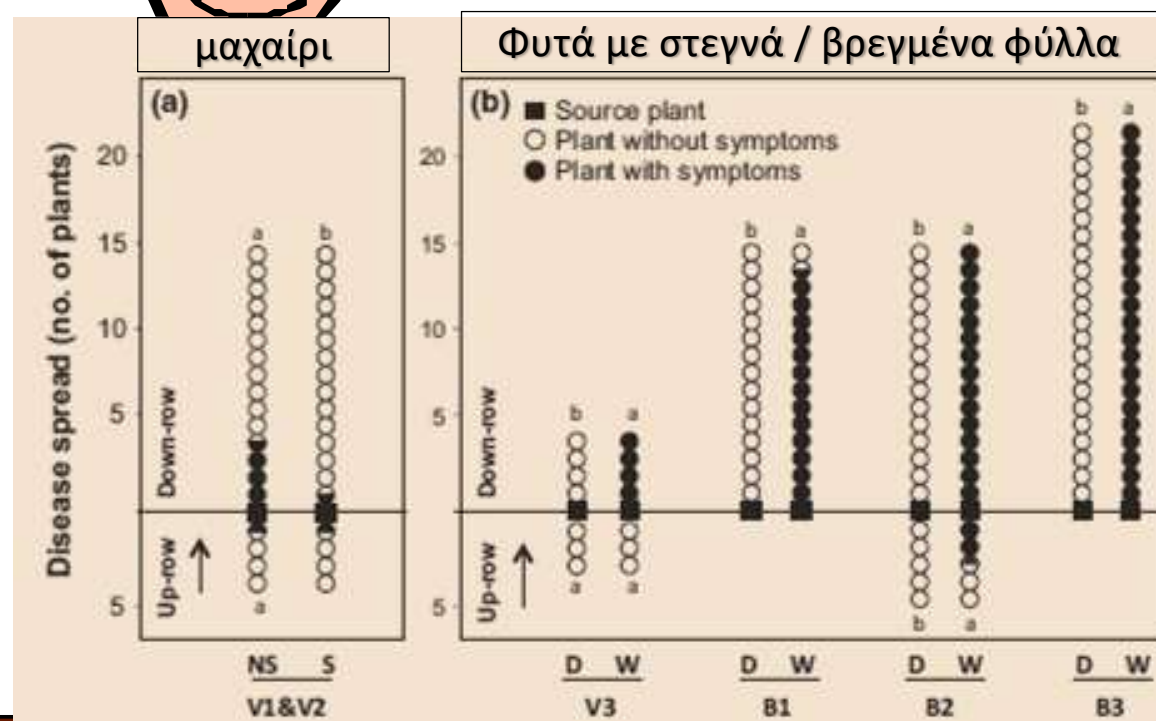 μαχαίρι
Φυτά με στεγνά / βρεγμένα φύλλα
(a)
Disease spread (no. of plants)
20
15
10
5
5
Down-row
Up-row
a
b
a
NS S
V1&V2
(b)
Source plant
Plant without symptoms
Plant with symptoms
20
15
10
5
5
Down-row
Up-row
b a
a a
b a
b a
b a
b a
D W
D W
D W
D W
V3
B1
B2
B3